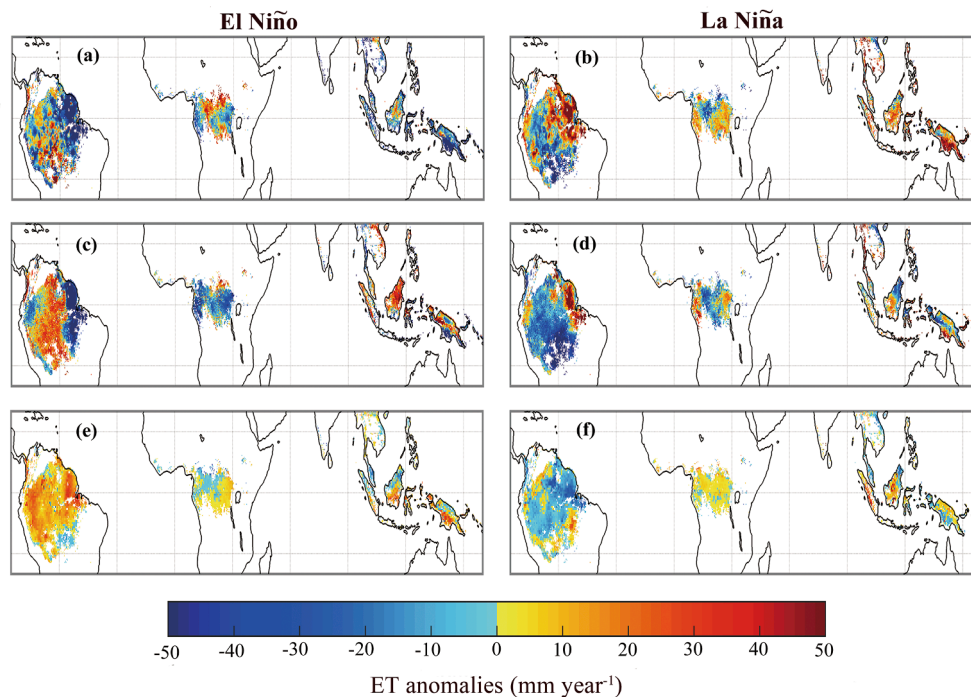 El Niño
La Niña
(a)
(b)
(c)
(d)
(e)
(f)
-50 -40 -30 -20 -10 0 10 20 30 40 50
ET anomalies (mm year⁻¹)